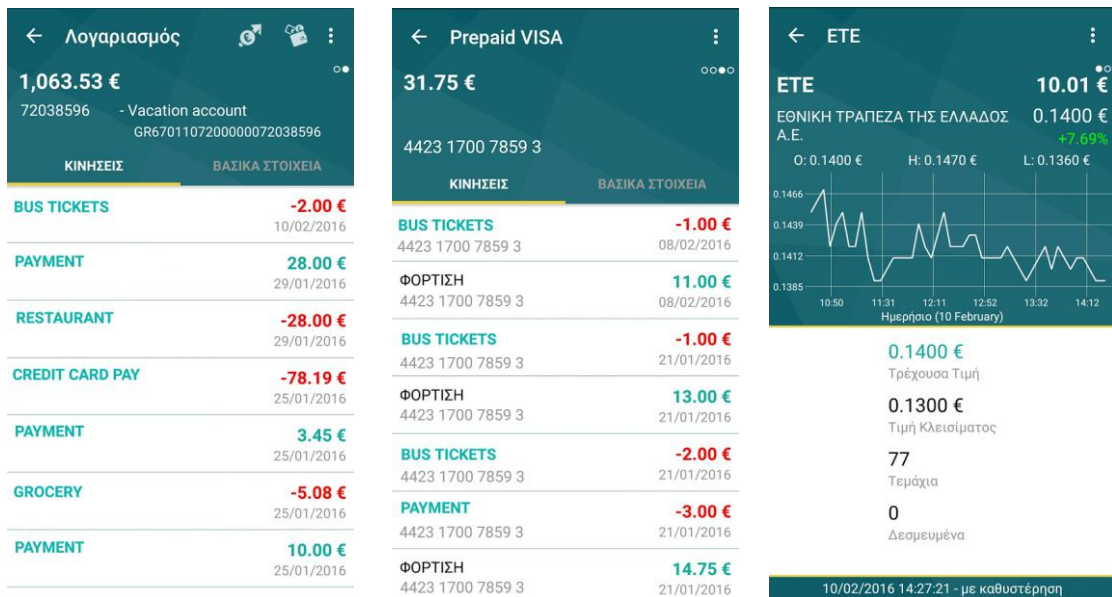 Λογαριασμός
1,063.53 €
72038596 - Vacation account
GR6701107200000072038596
ΚΙΝΗΣΕΙΣ ΒΑΣΙΚΑ ΣΤΟΙΧΕΙΑ
BUS TICKETS -2.00 €
10/02/2016
PAYMENT 28.00 €
29/01/2016
RESTAURANT -28.00 €
29/01/2016
CREDIT CARD PAY -78.19 €
25/01/2016
PAYMENT 3.45 €
25/01/2016
GROCERY -5.08 €
25/01/2016
PAYMENT 10.00 €
25/01/2016
Prepaid VISA
31.75 €
4423 1700 7859 3
ΚΙΝΗΣΕΙΣ ΒΑΣΙΚΑ ΣΤΟΙΧΕΙΑ
BUS TICKETS -1.00 €
4423 1700 7859 3 08/02/2016
ΦΟΡΤΙΣΗ 11.00 €
4423 1700 7859 3 08/02/2016
BUS TICKETS -1.00 €
4423 1700 7859 3 21/01/2016
ΦΟΡΤΙΣΗ 13.00 €
4423 1700 7859 3 21/01/2016
BUS TICKETS -2.00 €
4423 1700 7859 3 21/01/2016
PAYMENT -3.00 €
4423 1700 7859 3 21/01/2016
ΦΟΡΤΙΣΗ 14.75 €
4423 1700 7859 3 21/01/2016
ΕΤΕ
ΕΤΕ 10.01 €
ΕΘΝΙΚΗ ΤΡΑΠΕΖΑ ΤΗΣ ΕΛΛΑΔΟΣ 0.1400 €
Α.Ε. +7.69%
O: 0.1400 € H: 0.1470 € L: 0.1360 €
0.1466
0.1439
0.1412
0.1385
10:50 11:31 12:11 12:52 13:32 14:12
Ημερήσιο (10 February)
0.1400 €
Τρέχουσα Τιμή
0.1300 €
Τιμή Κλεισίματος
77
Τεμάχια
0
Δεσμευμένα
10/02/2016 14:27:21 - με καθυστέρηση